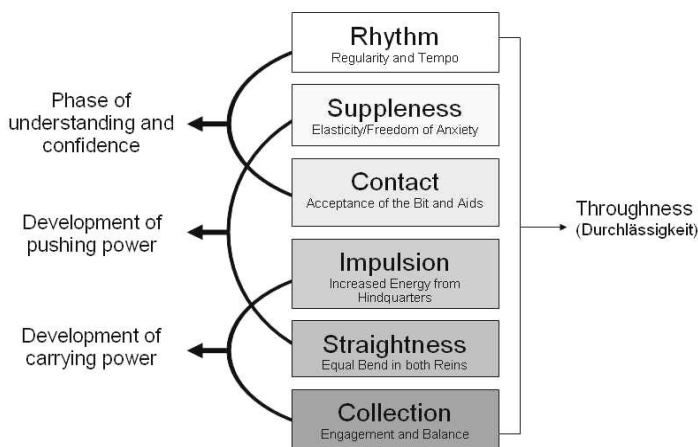 Rhythm
Regularity and Tempo
Suppleness
Elasticity/Freedom of Anxiety
Contact
Acceptance of the Bit and Aids
Impulsion
Increased Energy from
Hindquarters
Straightness
Equal Bend in both Reins
Collection
Engagement and Balance
Phase of
understanding and
confidence
Development of
pushing power
Development of
carrying power
Throughness
(Durchlässigkeit)